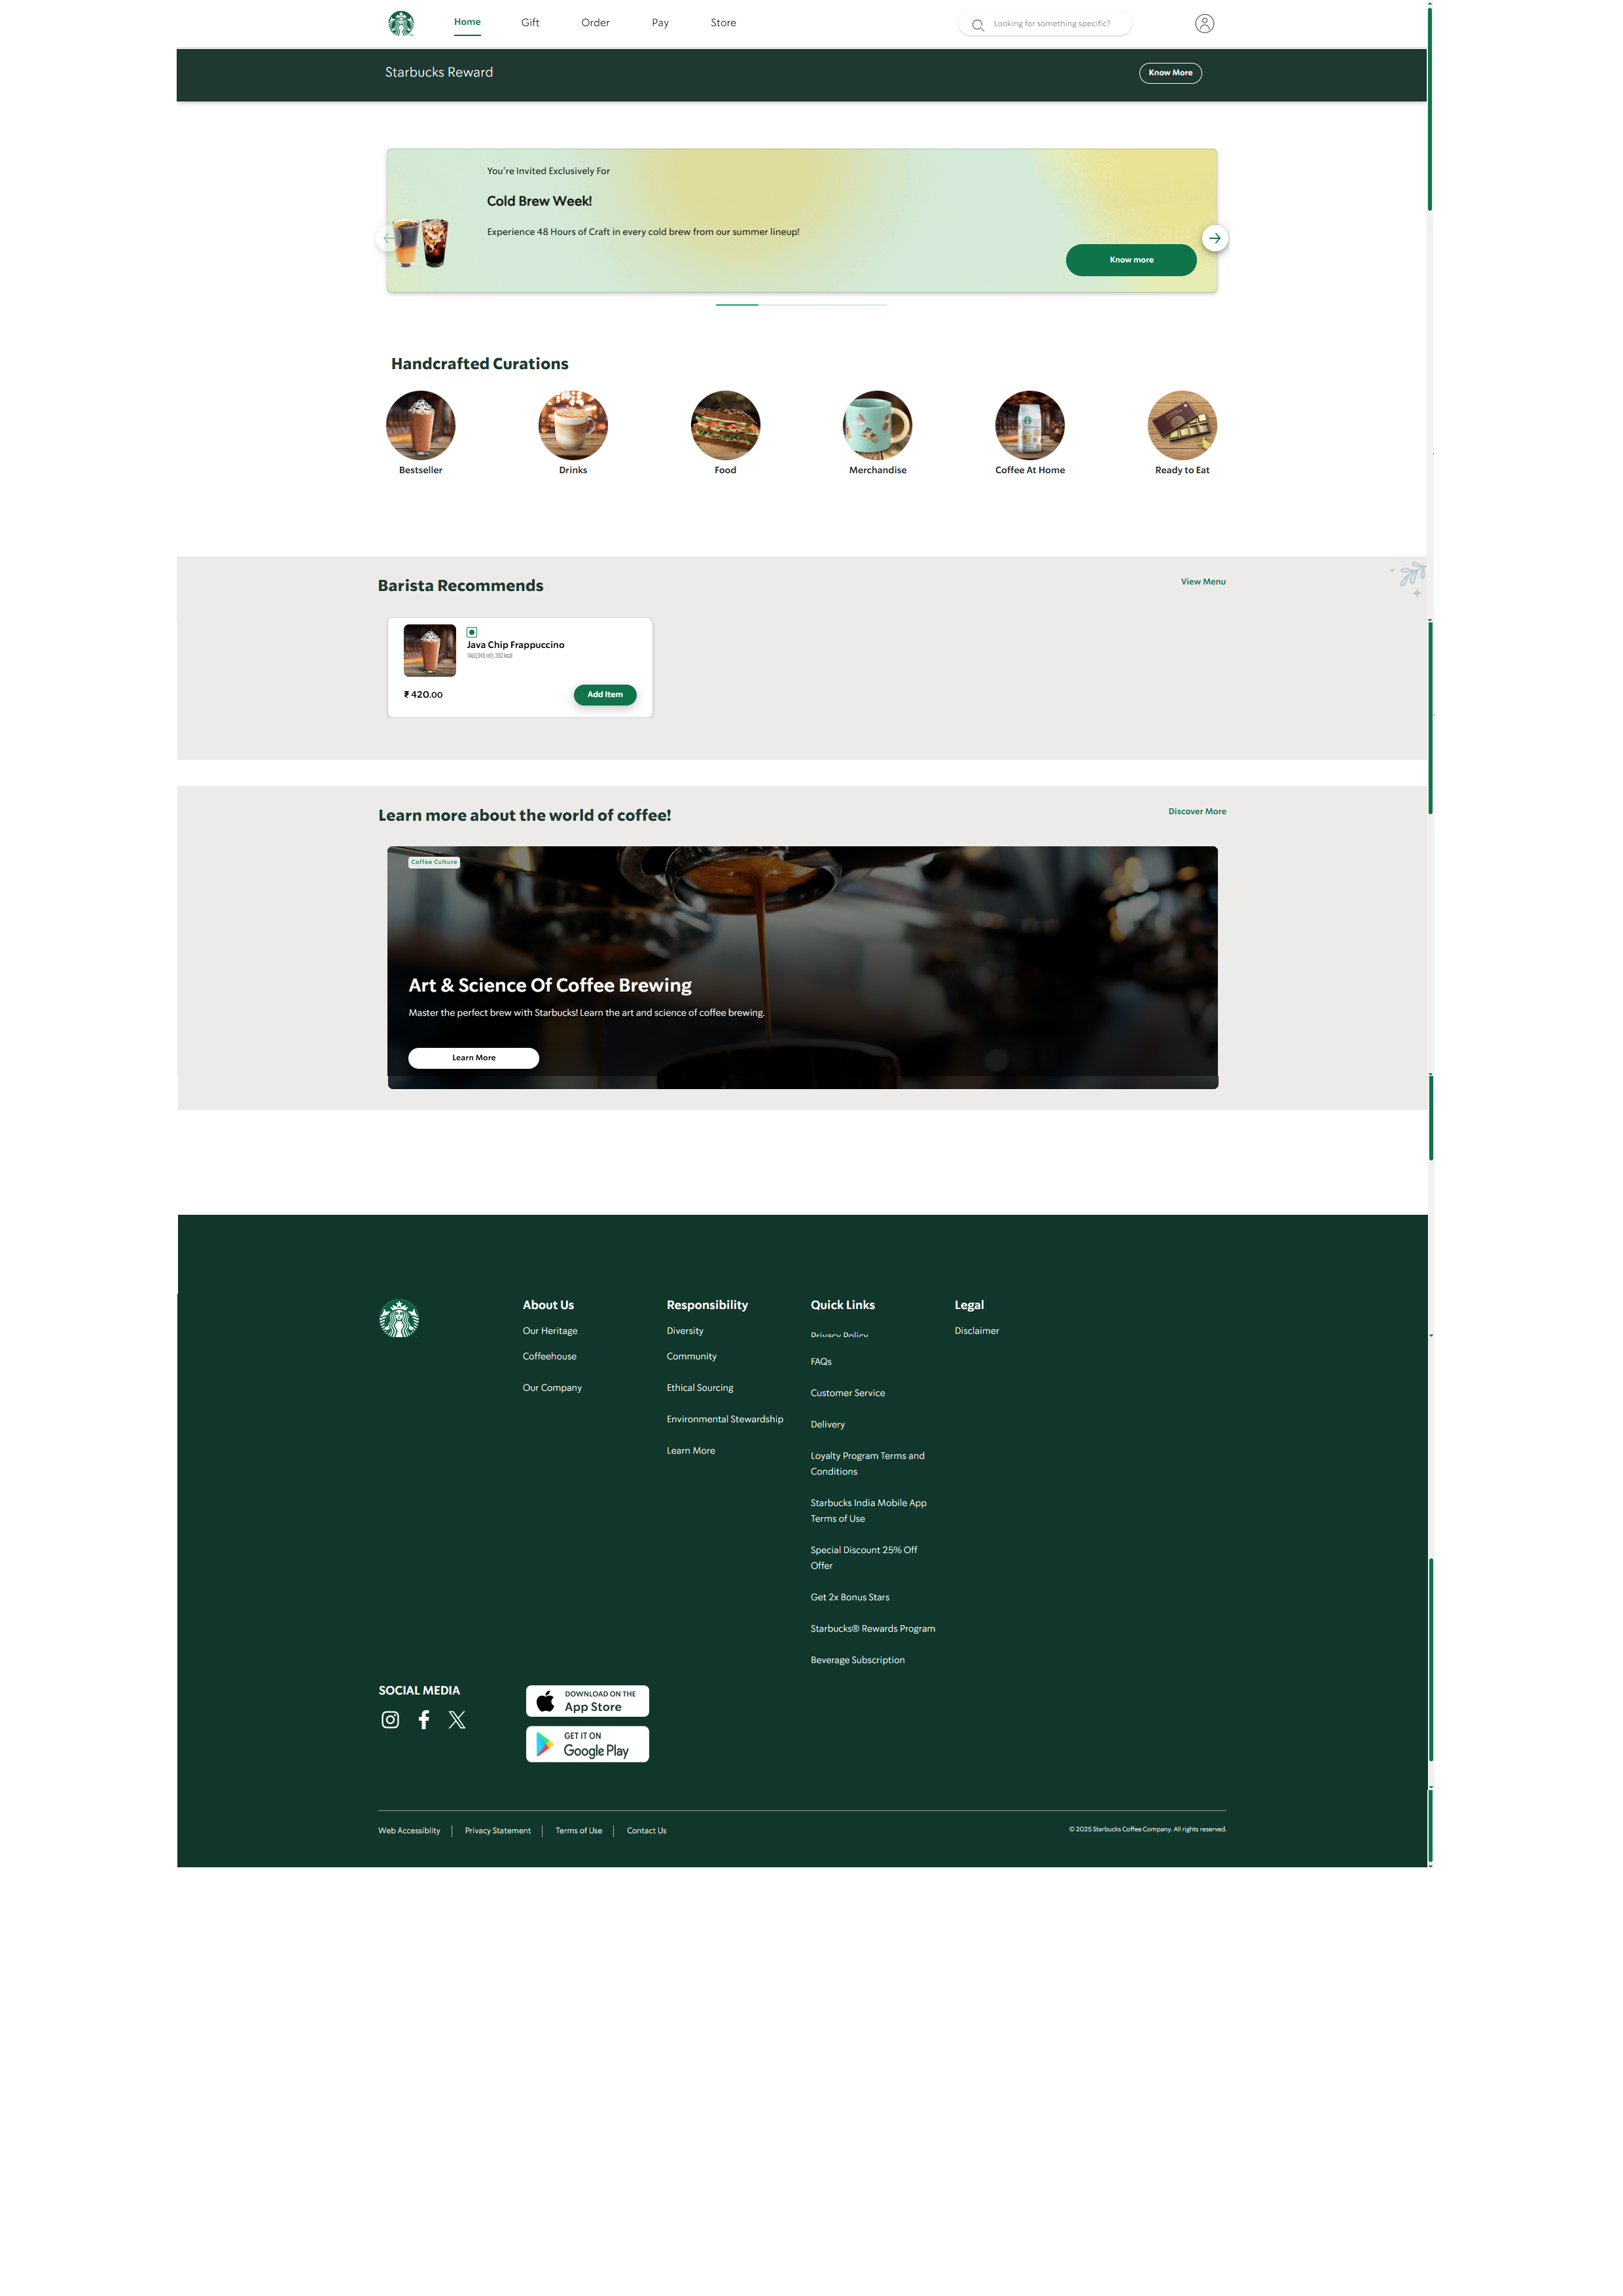 Home
Gift
Order
Pay
Store
Looking for something specific?
Starbucks Reward
Know More
You're Invited Exclusively For
Cold Brew Week!
Experience 48 Hours of Craft in every cold brew from our summer lineup!
Know more
Handcrafted Curations
Bestseller
Drinks
Food
Merchandise
Coffee At Home
Ready to Eat
Barista Recommends
View Menu
Java Chip Frappuccino
TALL(345 ml). 392 kcal
₹ 420.00
Add Item
Learn more about the world of coffee!
Discover More
Coffee Culture
Art & Science Of Coffee Brewing
Master the perfect brew with Starbucks! Learn the art and science of coffee brewing.
Learn More
About Us
Our Heritage
Coffeehouse
Our Company
Responsibility
Diversity
Community
Ethical Sourcing
Environmental Stewardship
Learn More
Quick Links
Privacy Policy
FAQs
Customer Service
Delivery
Loyalty Program Terms and
Conditions
Starbucks India Mobile App
Terms of Use
Special Discount 25% Off
Offer
Get 2x Bonus Stars
Starbucks® Rewards Program
Beverage Subscription
Legal
Disclaimer
SOCIAL MEDIA
DOWNLOAD ON THE
App Store
GET IT ON
Google Play
Web Accessiblity
Privacy Statement
Terms of Use
Contact Us
© 2025 Starbucks Coffee Company. All rights reserved.